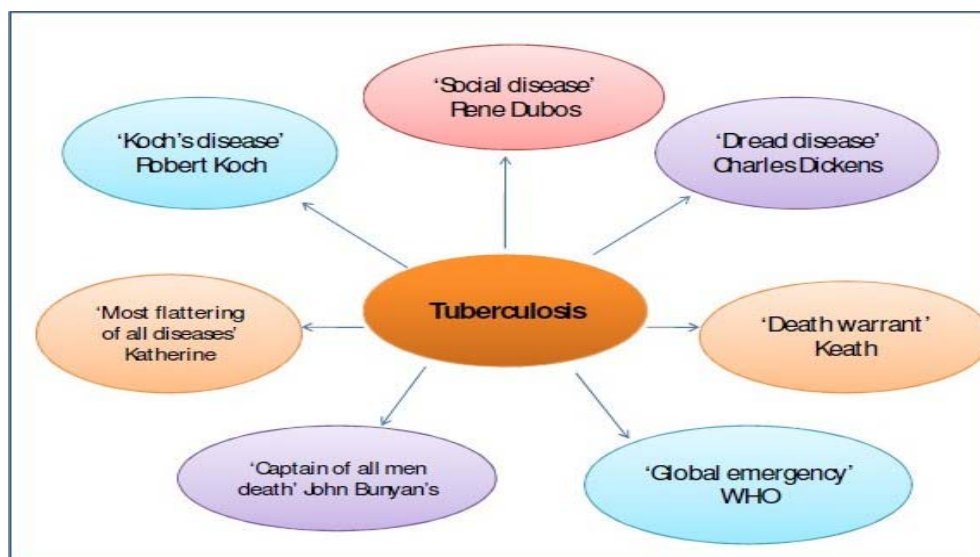 'Social disease'
Rene Dubos
'Koch's disease'
Robert Koch
'Dread disease'
Charles Dickens
Tuberculosis
'Most flattering
of all diseases'
Katherine
'Death warrant'
Keath
'Captain of all men
death' John Bunyan's
'Global emergency'
WHO